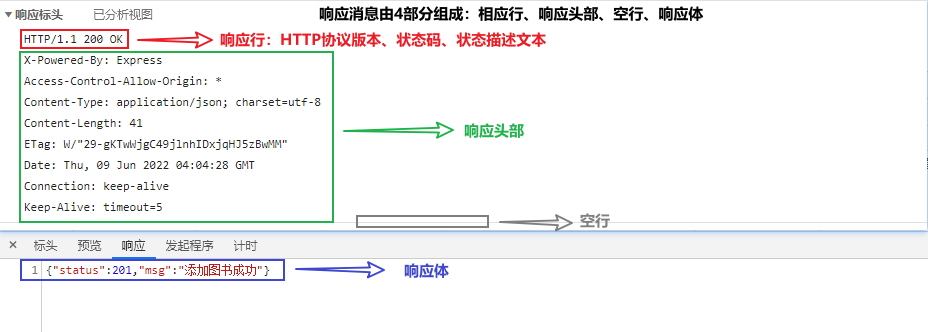 响应标头 已分析视图 响应消息由4部分组成：相应行、响应头部、空行、响应体
HTTP/1.1 200 OK 响应行：HTTP协议版本、状态码、状态描述文本
X-Powered-By: Express
Access-Control-Allow-Origin: *
Content-Type: application/json; charset=utf-8
Content-Length: 41
ETag: W/"29-gKTwWjgC49jlnhIDxjqHJ5zBwMM"
响应头部
Date: Thu, 09 Jun 2022 04:04:28 GMT
Connection: keep-alive
Keep-Alive: timeout=5
空行
× 标头 预览 响应 发起程序 计时
1 {"status":201,"msg":"添加图书成功"} 响应体